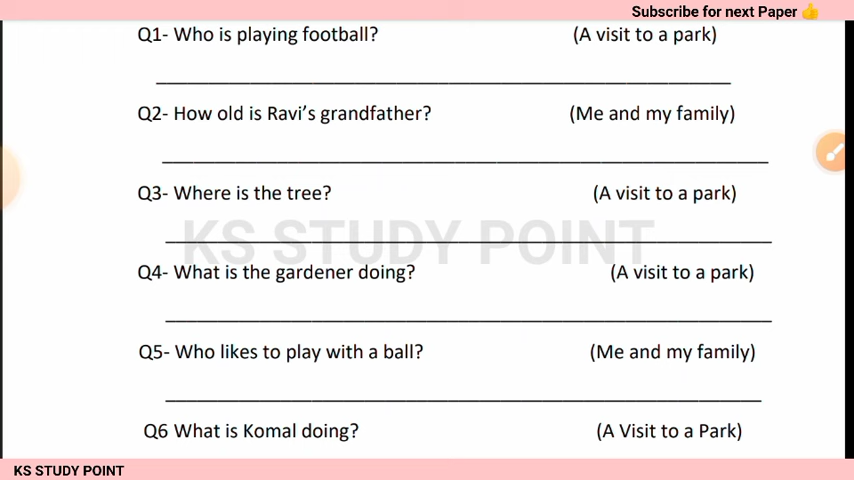 Subscribe for next Paper 👍
Q1- Who is playing football? (A visit to a park)
Q2- How old is Ravi's grandfather? (Me and my family)
Q3- Where is the tree? (A visit to a park)
KS STUDY POINT
Q4- What is the gardener doing? (A visit to a park)
Q5- Who likes to play with a ball? (Me and my family)
Q6 What is Komal doing? (A Visit to a Park)
KS STUDY POINT